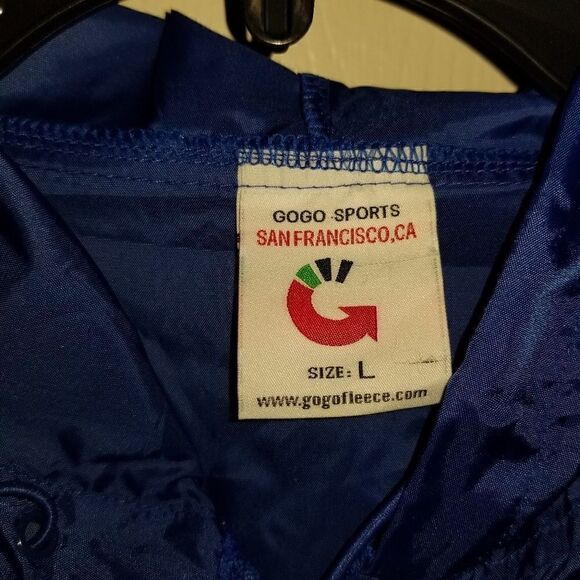 GOGO SPORTS
SAN FRANCISCO,CA
SIZE: L
www.gogofleece.com